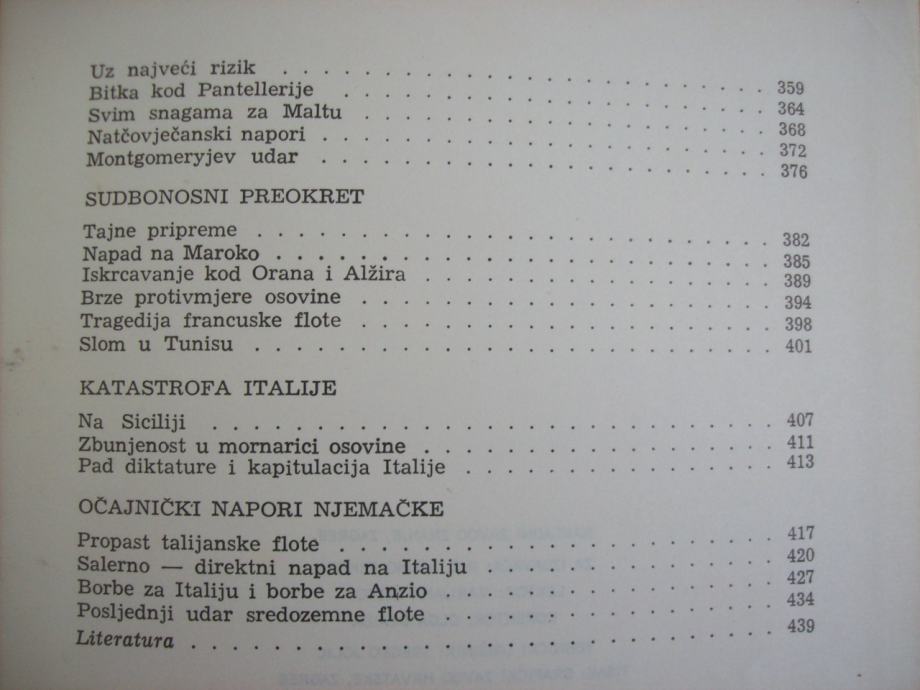 Uz najveći rizik . . . . . . . . . . . . . . . . . . . . . . . . 359
Bitka kod Pantellerije . . . . . . . . . . . . . . . . . . . . . 364
Svim snagama za Maltu . . . . . . . . . . . . . . . . . . . . 368
Natčovječanski napori . . . . . . . . . . . . . . . . . . . . . 372
Montgomeryjev udar . . . . . . . . . . . . . . . . . . . . . . 376
SUDBONOSNI PREOKRET
Tajne pripreme . . . . . . . . . . . . . . . . . . . . . . . . . 382
Napad na Maroko . . . . . . . . . . . . . . . . . . . . . . . . 385
Iskrcavanje kod Orana i Alžira . . . . . . . . . . . . . . . . . 389
Brze protivmjere osovine . . . . . . . . . . . . . . . . . . . . 394
Tragedija francuske flote . . . . . . . . . . . . . . . . . . . . 398
Slom u Tunisu . . . . . . . . . . . . . . . . . . . . . . . . . 401
KATASTROFA ITALIJE
Na Siciliji . . . . . . . . . . . . . . . . . . . . . . . . . . . 407
Zbunjenost u mornarici osovine . . . . . . . . . . . . . . . . . 411
Pad diktature i kapitulacija Italije . . . . . . . . . . . . . . . 413
OČAJNIČKI NAPORI NJEMAČKE
Propast talijanske flote . . . . . . . . . . . . . . . . . . . . . 417
Salerno — direktni napad na Italiju . . . . . . . . . . . . . . 420
Borbe za Italiju i borbe za Anzio . . . . . . . . . . . . . . . . 427
Posljednji udar sredozemne flote . . . . . . . . . . . . . . . . 434
Literatura . . . . . . . . . . . . . . . . . . . . . . . . . . . 439